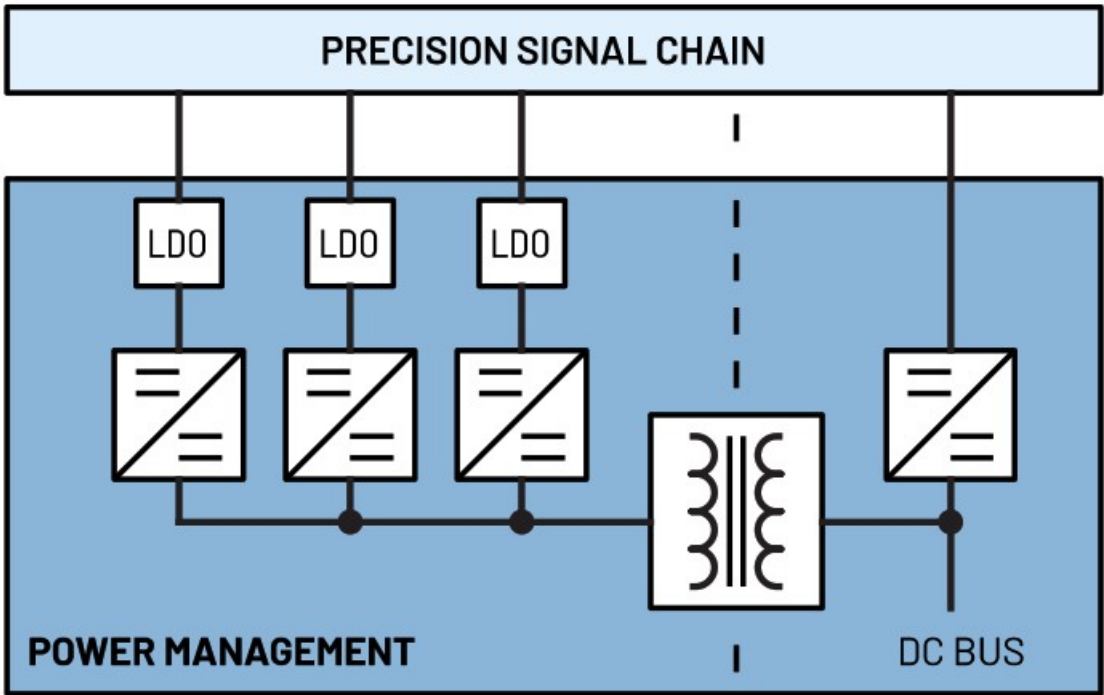 PRECISION SIGNAL CHAIN
LDO
LDO
LDO
POWER MANAGEMENT
DC BUS